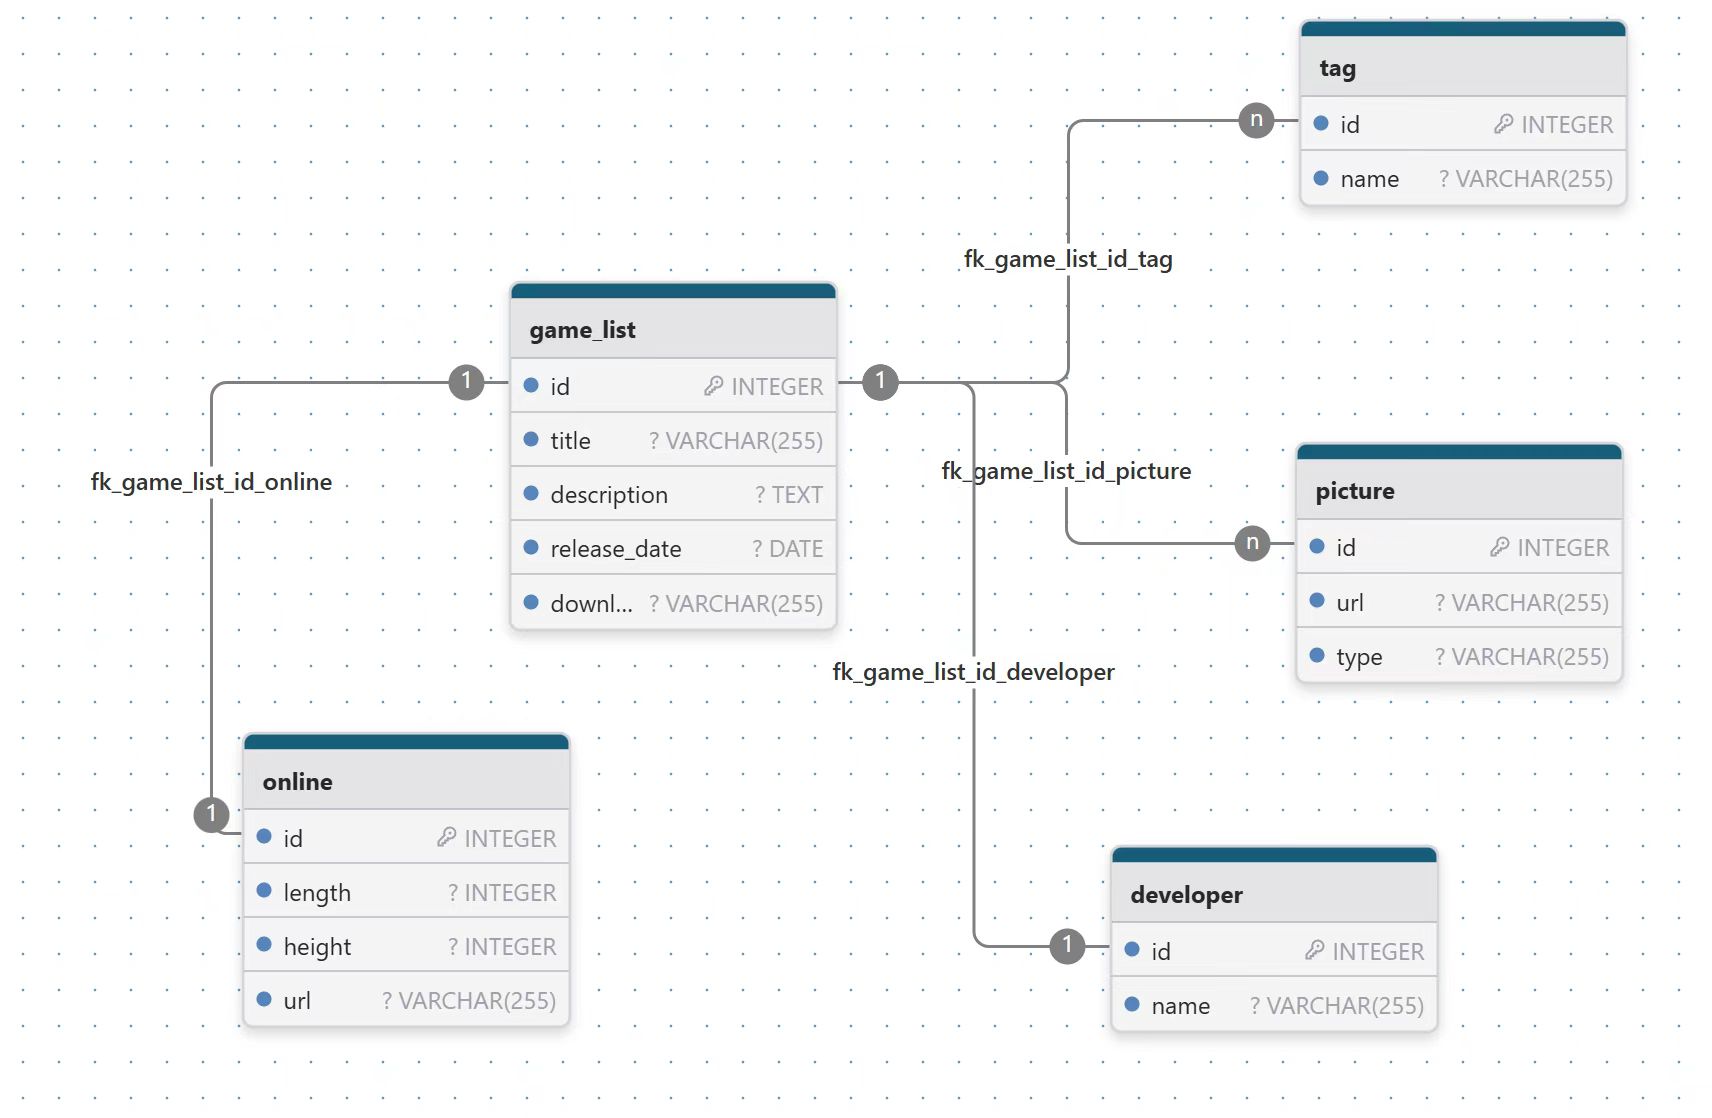 tag
id INTEGER
name ? VARCHAR(255)
n
fk_game_list_id_tag
game_list
id INTEGER
title ? VARCHAR(255)
description ? TEXT
release_date ? DATE
downl... ? VARCHAR(255)
1
1
fk_game_list_id_online
fk_game_list_id_picture
picture
id INTEGER
url ? VARCHAR(255)
type ? VARCHAR(255)
n
fk_game_list_id_developer
online
id INTEGER
length ? INTEGER
height ? INTEGER
url ? VARCHAR(255)
1
developer
id INTEGER
name ? VARCHAR(255)
1